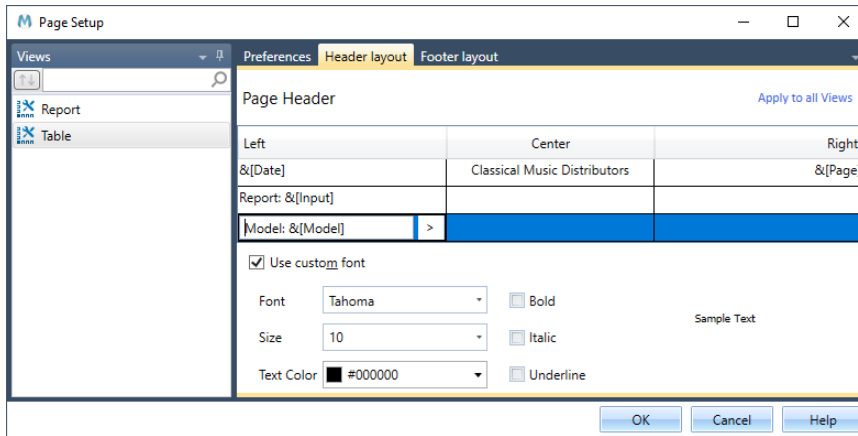 Page Setup
Views
Preferences Header layout Footer layout
Page Header
Apply to all Views
Report
Table
Left Center Right
&[Date] Classical Music Distributors &[Page]
Report: &[Input]
Model: &[Model] >
Use custom font
Font Tahoma Bold
Sample Text
Size 10 Italic
Text Color #000000 Underline
OK Cancel Help